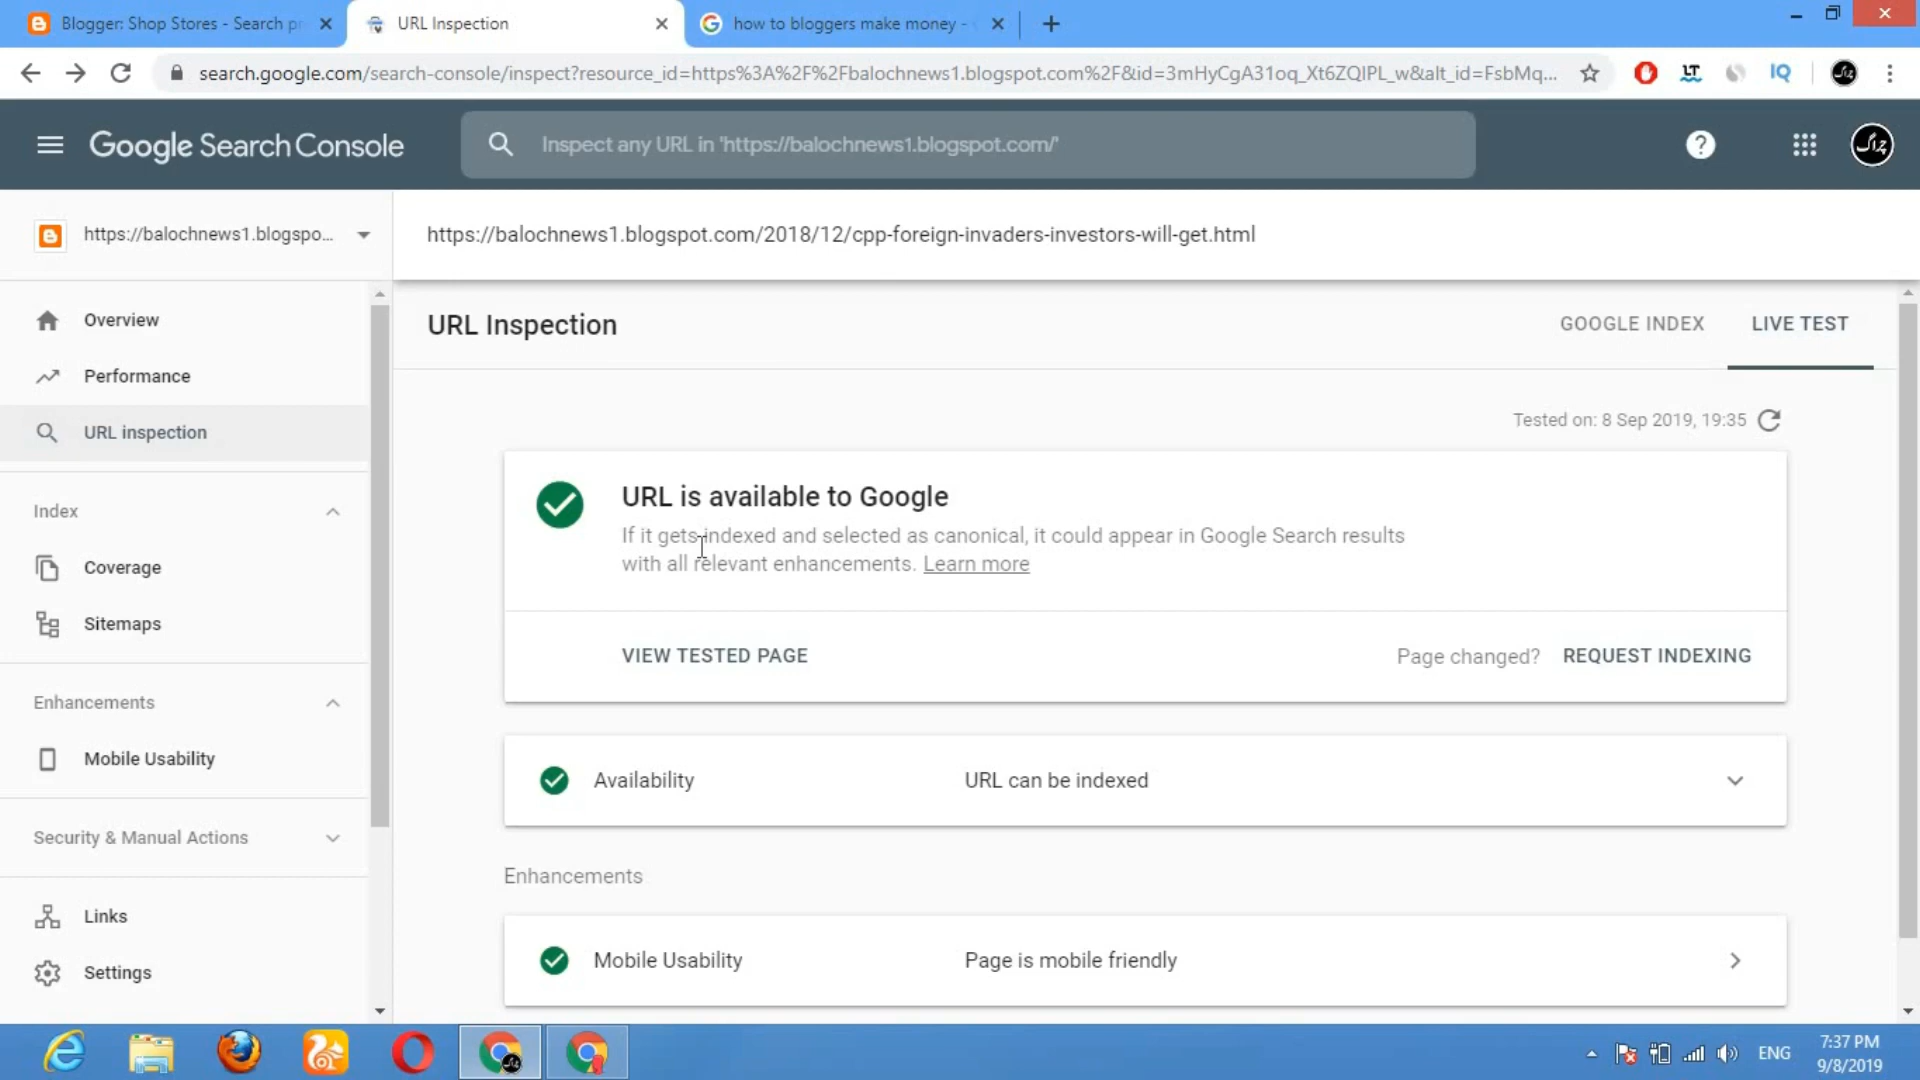 Blogger: Shop Stores - Search pr
URL Inspection
how to bloggers make money -
search.google.com/search-console/inspect?resource_id=https%3A%2F%2Fbalochnews1.blogspot.com%2F&id=3mHyCgA31oq_Xt6ZQIPL_w&alt_id=FsbMq...
LT
IQ
Google Search Console
Inspect any URL in 'https://balochnews1.blogspot.com/'
https://balochnews1.blogspo...
https://balochnews1.blogspot.com/2018/12/cpp-foreign-invaders-investors-will-get.html
Overview
Performance
URL inspection
Index
Coverage
Sitemaps
Enhancements
Mobile Usability
Security & Manual Actions
Links
Settings
URL Inspection
GOOGLE INDEX
LIVE TEST
Tested on: 8 Sep 2019, 19:35
URL is available to Google
If it gets indexed and selected as canonical, it could appear in Google Search results
with all relevant enhancements. Learn more
VIEW TESTED PAGE
Page changed?
REQUEST INDEXING
Availability
URL can be indexed
Enhancements
Mobile Usability
Page is mobile friendly
ENG
7:37 PM
9/8/2019